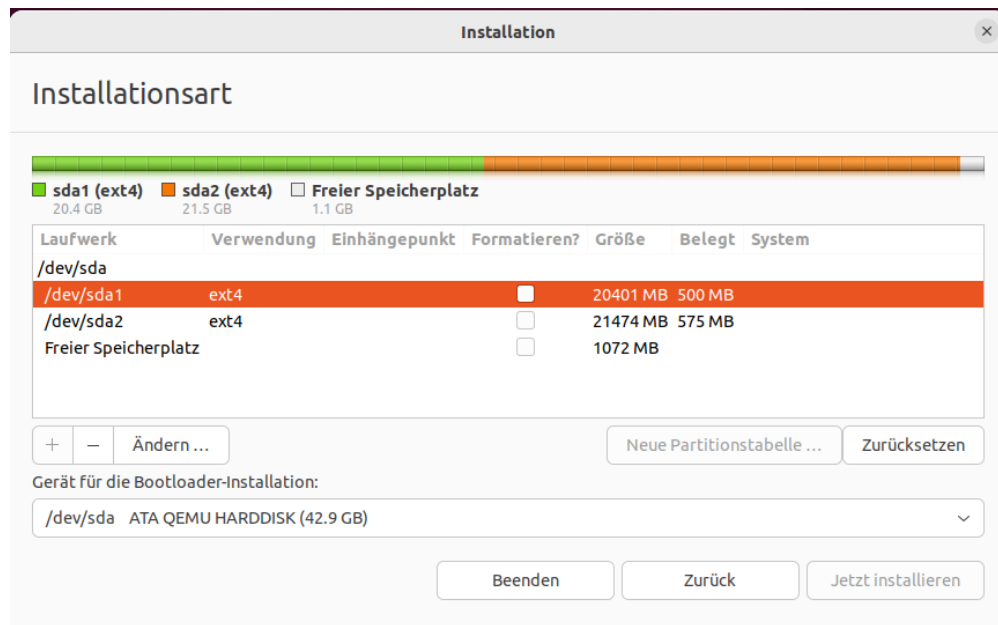 Installation
Installationsart
sda1 (ext4) sda2 (ext4) Freier Speicherplatz
20.4 GB 21.5 GB 1.1 GB
Laufwerk Verwendung Einhängepunkt Formatieren? Größe Belegt System
/dev/sda
/dev/sda1 ext4 20401 MB 500 MB
/dev/sda2 ext4 21474 MB 575 MB
Freier Speicherplatz 1072 MB
+ − Ändern … Neue Partitionstabelle … Zurücksetzen
Gerät für die Bootloader-Installation:
/dev/sda ATA QEMU HARDDISK (42.9 GB)
Beenden Zurück Jetzt installieren